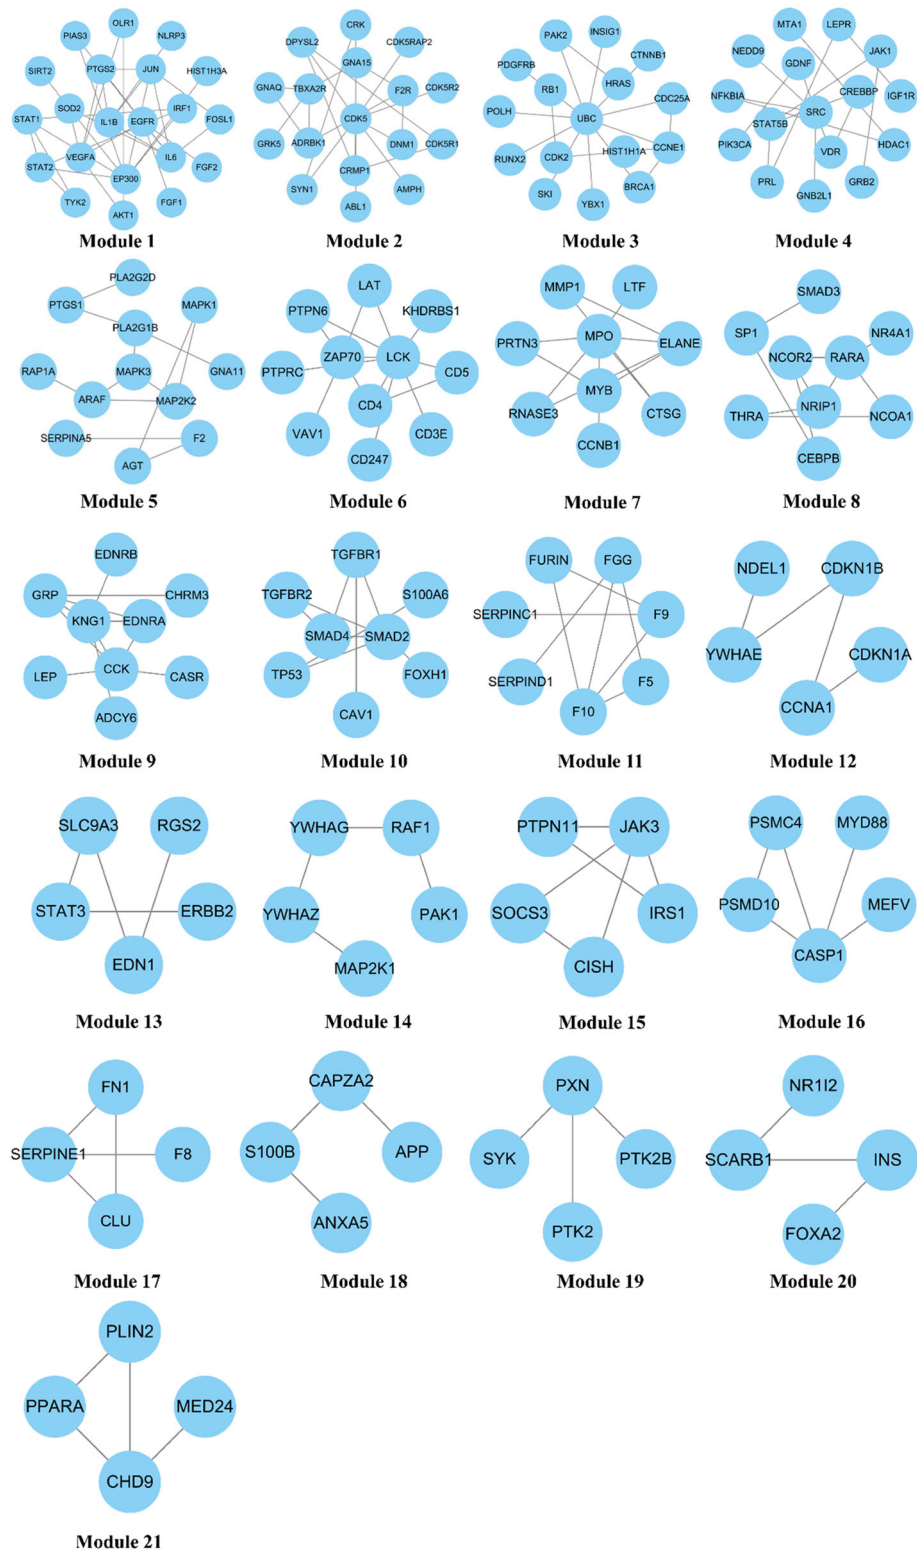 OLR1
PIAS3
NLRP3
PTGS2
JUN
SIRT2
HIST1H3A
SOD2
IRF1
STAT1
IL1B
EGFR
FOSL1
VEGFA
IL6
STAT2
EP300
FGF2
TYK2
AKT1
FGF1
Module 1
CRK
DPYSL2
CDK5RAP2
GNA15
GNAQ
TBXA2R
F2R
CDK5R2
CDK5
GRK5
ADRBK1
DNM1
CDK5R1
CRMP1
SYN1
AMPH
ABL1
Module 2
PAK2
INSIG1
PDGFRB
CTNNB1
HRAS
RB1
CDC25A
POLH
UBC
RUNX2
CDK2
HIST1H1A
CCNE1
SKI
BRCA1
YBX1
Module 3
MTA1
LEPR
NEDD9
GDNF
JAK1
NFKBIA
CREBBP
IGF1R
SRC
STAT5B
PIK3CA
VDR
HDAC1
PRL
GRB2
GNB2L1
Module 4
PLA2G2D
PTGS1
MAPK1
PLA2G1B
RAP1A
MAPK3
GNA11
ARAF
MAP2K2
SERPINA5
F2
AGT
Module 5
LAT
PTPN6
KHDRBS1
ZAP70
LCK
PTPRC
CD5
CD4
VAV1
CD3E
CD247
Module 6
MMP1
LTF
PRTN3
MPO
ELANE
MYB
RNASE3
CTSG
CCNB1
Module 7
SMAD3
SP1
NR4A1
NCOR2
RARA
THRA
NRIP1
NCOA1
CEBPB
Module 8
EDNRB
GRP
CHRM3
KNG1
EDNRA
LEP
CCK
CASR
ADCY6
Module 9
TGFBR1
TGFBR2
S100A6
SMAD4
SMAD2
TP53
FOXH1
CAV1
Module 10
FURIN
FGG
SERPINC1
F9
SERPIND1
F5
F10
Module 11
NDEL1
CDKN1B
YWHAE
CDKN1A
CCNA1
Module 12
SLC9A3
RGS2
STAT3
ERBB2
EDN1
Module 13
YWHAG
RAF1
YWHAZ
PAK1
MAP2K1
Module 14
PTPN11
JAK3
SOCS3
IRS1
CISH
Module 15
PSMC4
MYD88
PSMD10
MEFV
CASP1
Module 16
FN1
SERPINE1
F8
CLU
Module 17
CAPZA2
S100B
APP
ANXA5
Module 18
PXN
SYK
PTK2B
PTK2
Module 19
NR1I2
SCARB1
INS
FOXA2
Module 20
PLIN2
PPARA
MED24
CHD9
Module 21